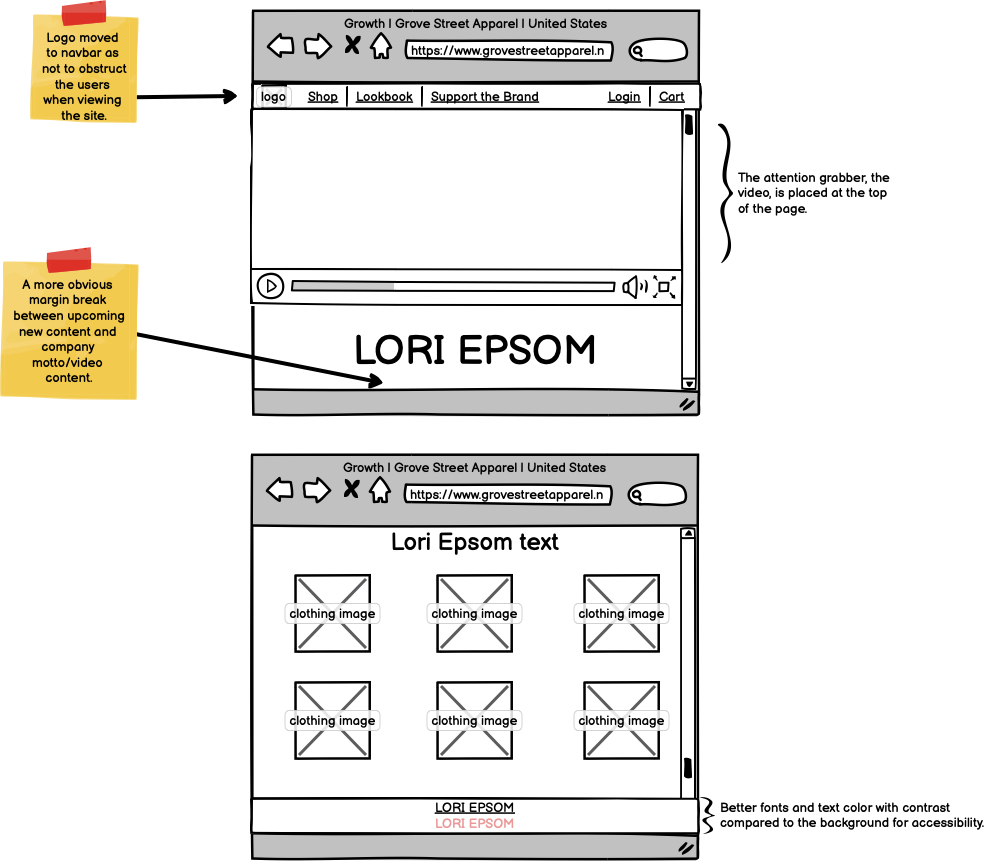 Logo moved
to navbar as
not to obstruct
the users
when viewing
the site.
Growth | Grove Street Apparel | United States
https://www.grovestreetapparel.n
logo Shop Lookbook Support the Brand Login Cart
The attention grabber, the
video, is placed at the top
of the page.
A more obvious
margin break
between upcoming
new content and
company
motto/video
content.
LORI EPSOM
Growth | Grove Street Apparel | United States
https://www.grovestreetapparel.n
Lori Epsom text
clothing image clothing image clothing image
clothing image clothing image clothing image
LORI EPSOM
LORI EPSOM
Better fonts and text color with contrast
compared to the background for accessibility.